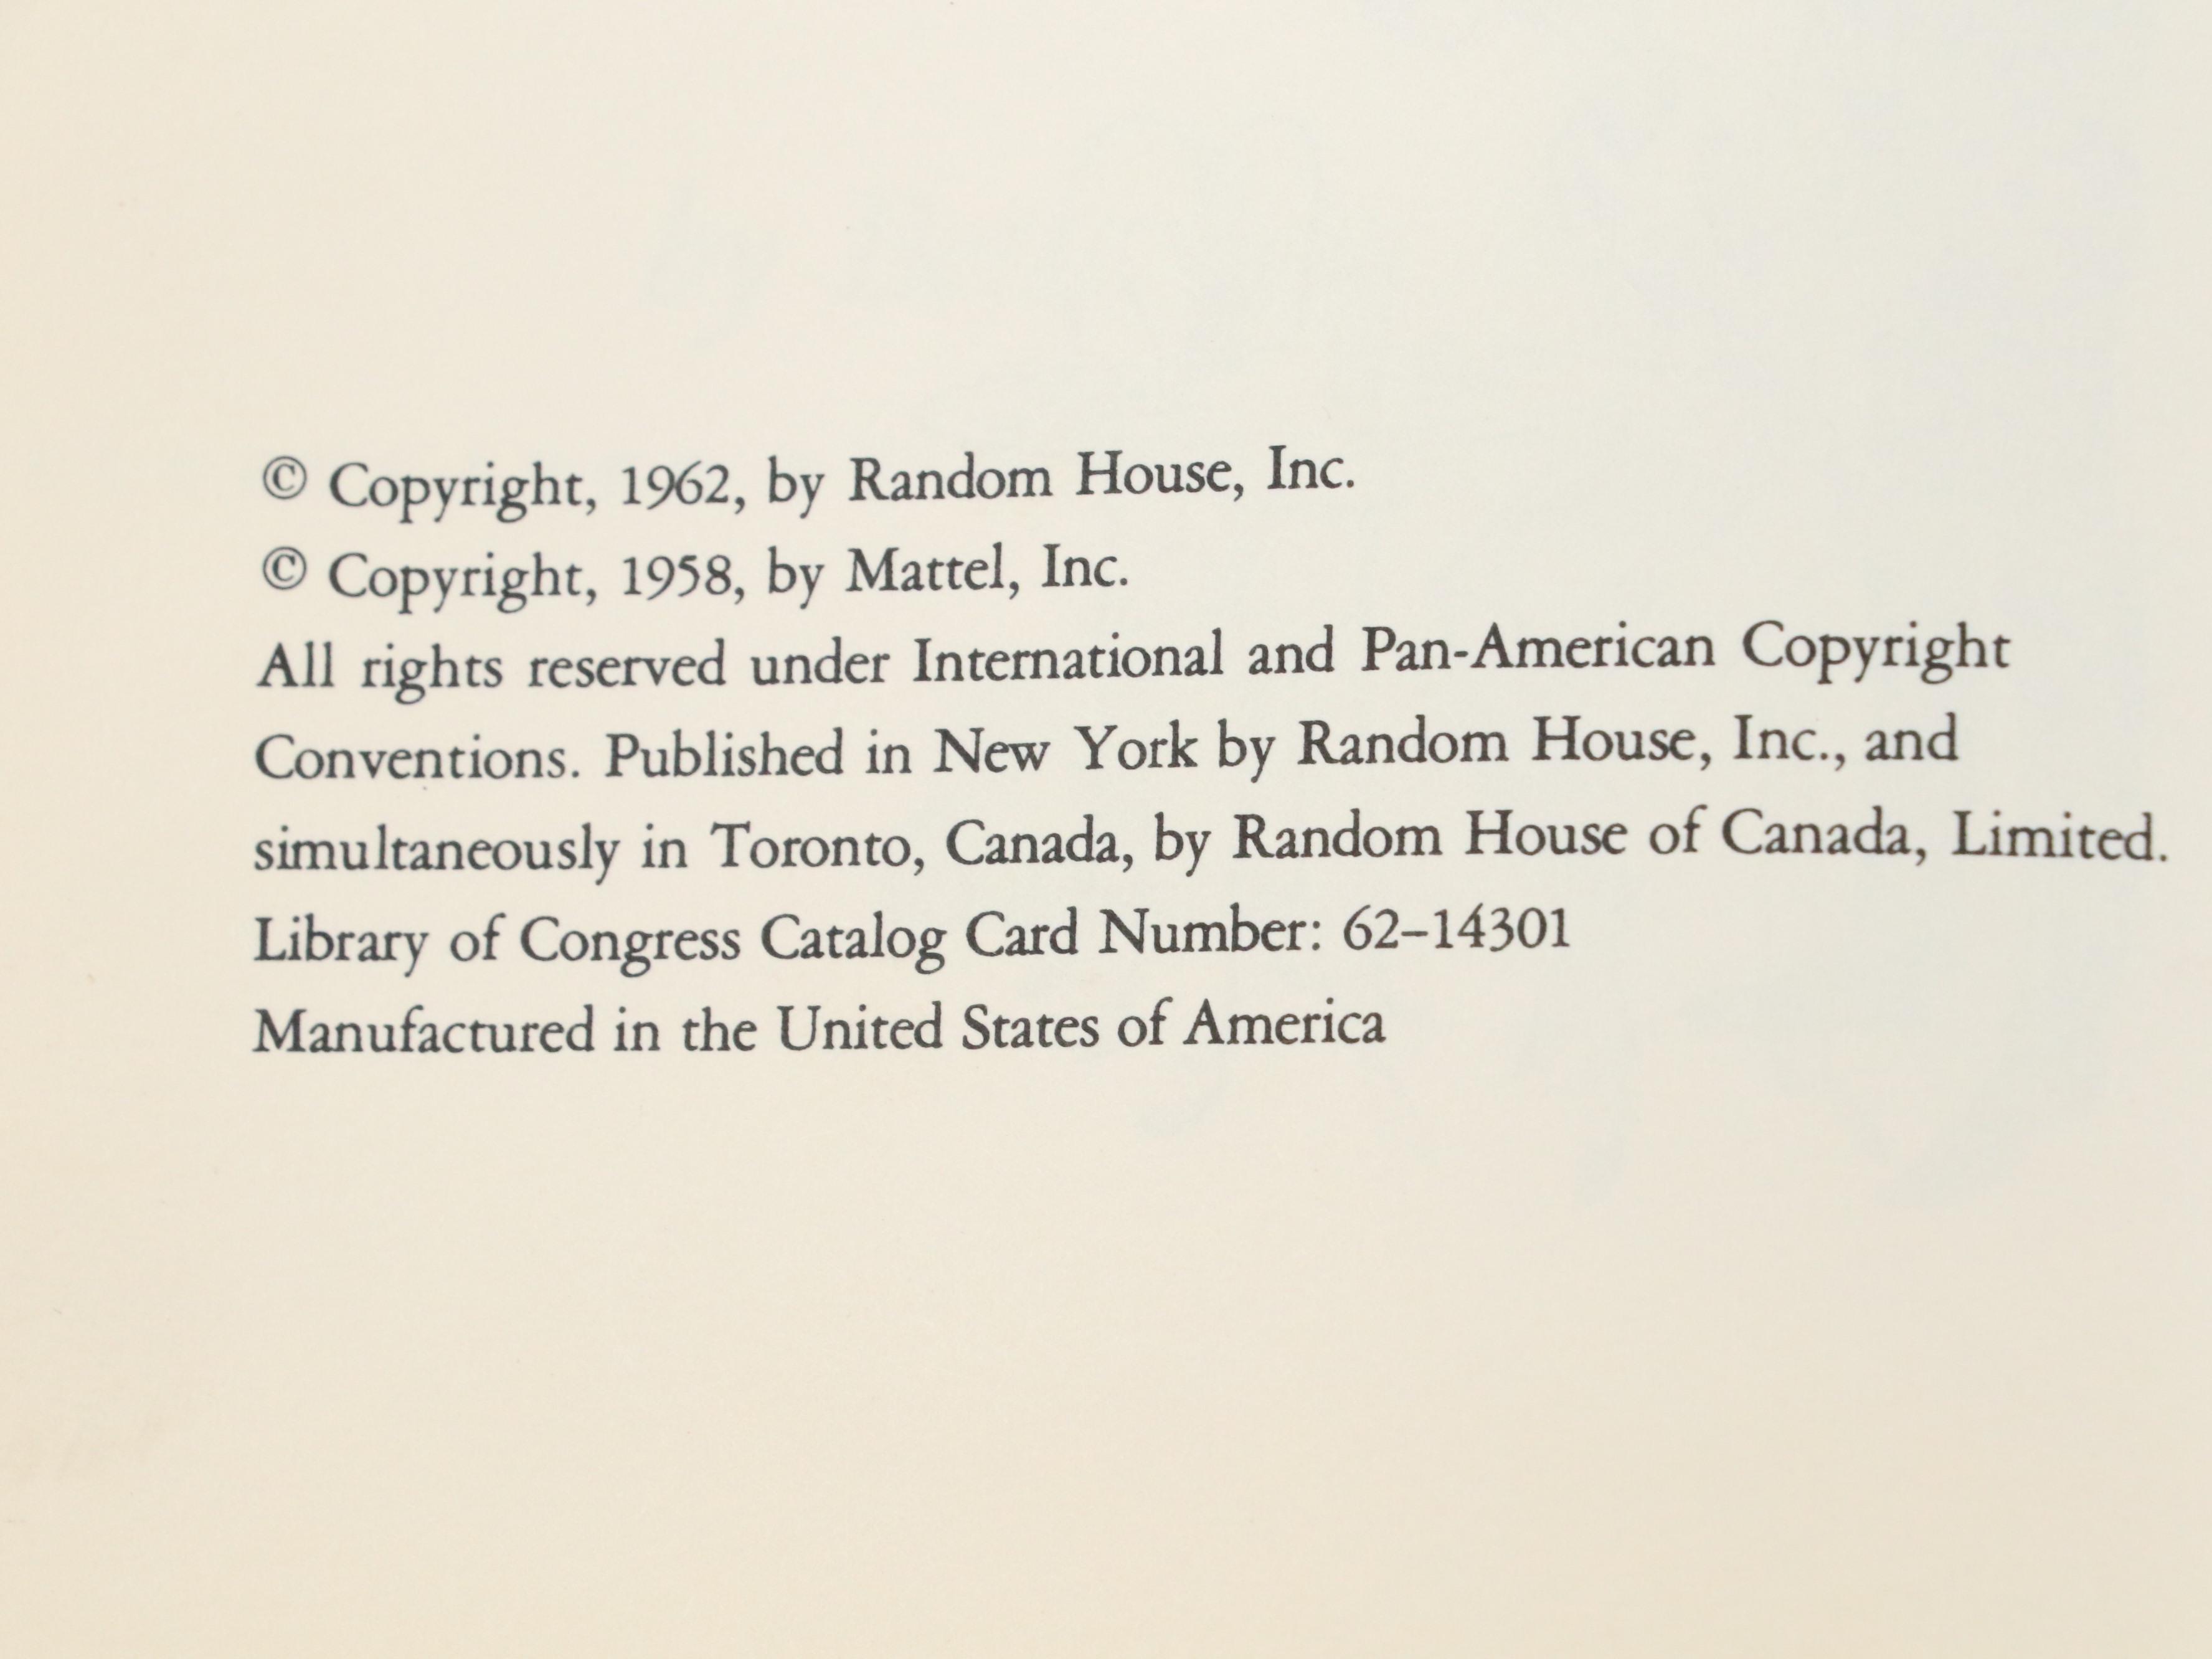 © Copyright, 1962, by Random House, Inc.
© Copyright, 1958, by Mattel, Inc.
All rights reserved under International and Pan-American Copyright
Conventions. Published in New York by Random House, Inc., and
simultaneously in Toronto, Canada, by Random House of Canada, Limited.
Library of Congress Catalog Card Number: 62–14301
Manufactured in the United States of America